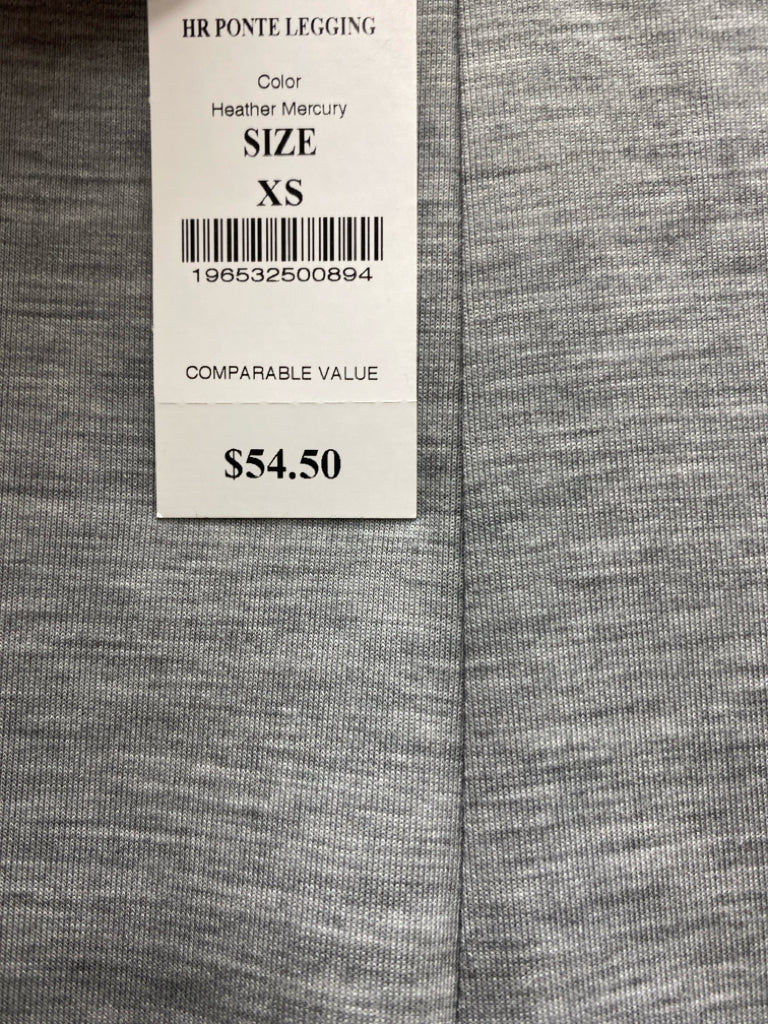 HR PONTE LEGGING
Color
Heather Mercury
SIZE
XS
196532500894
COMPARABLE VALUE
$54.50